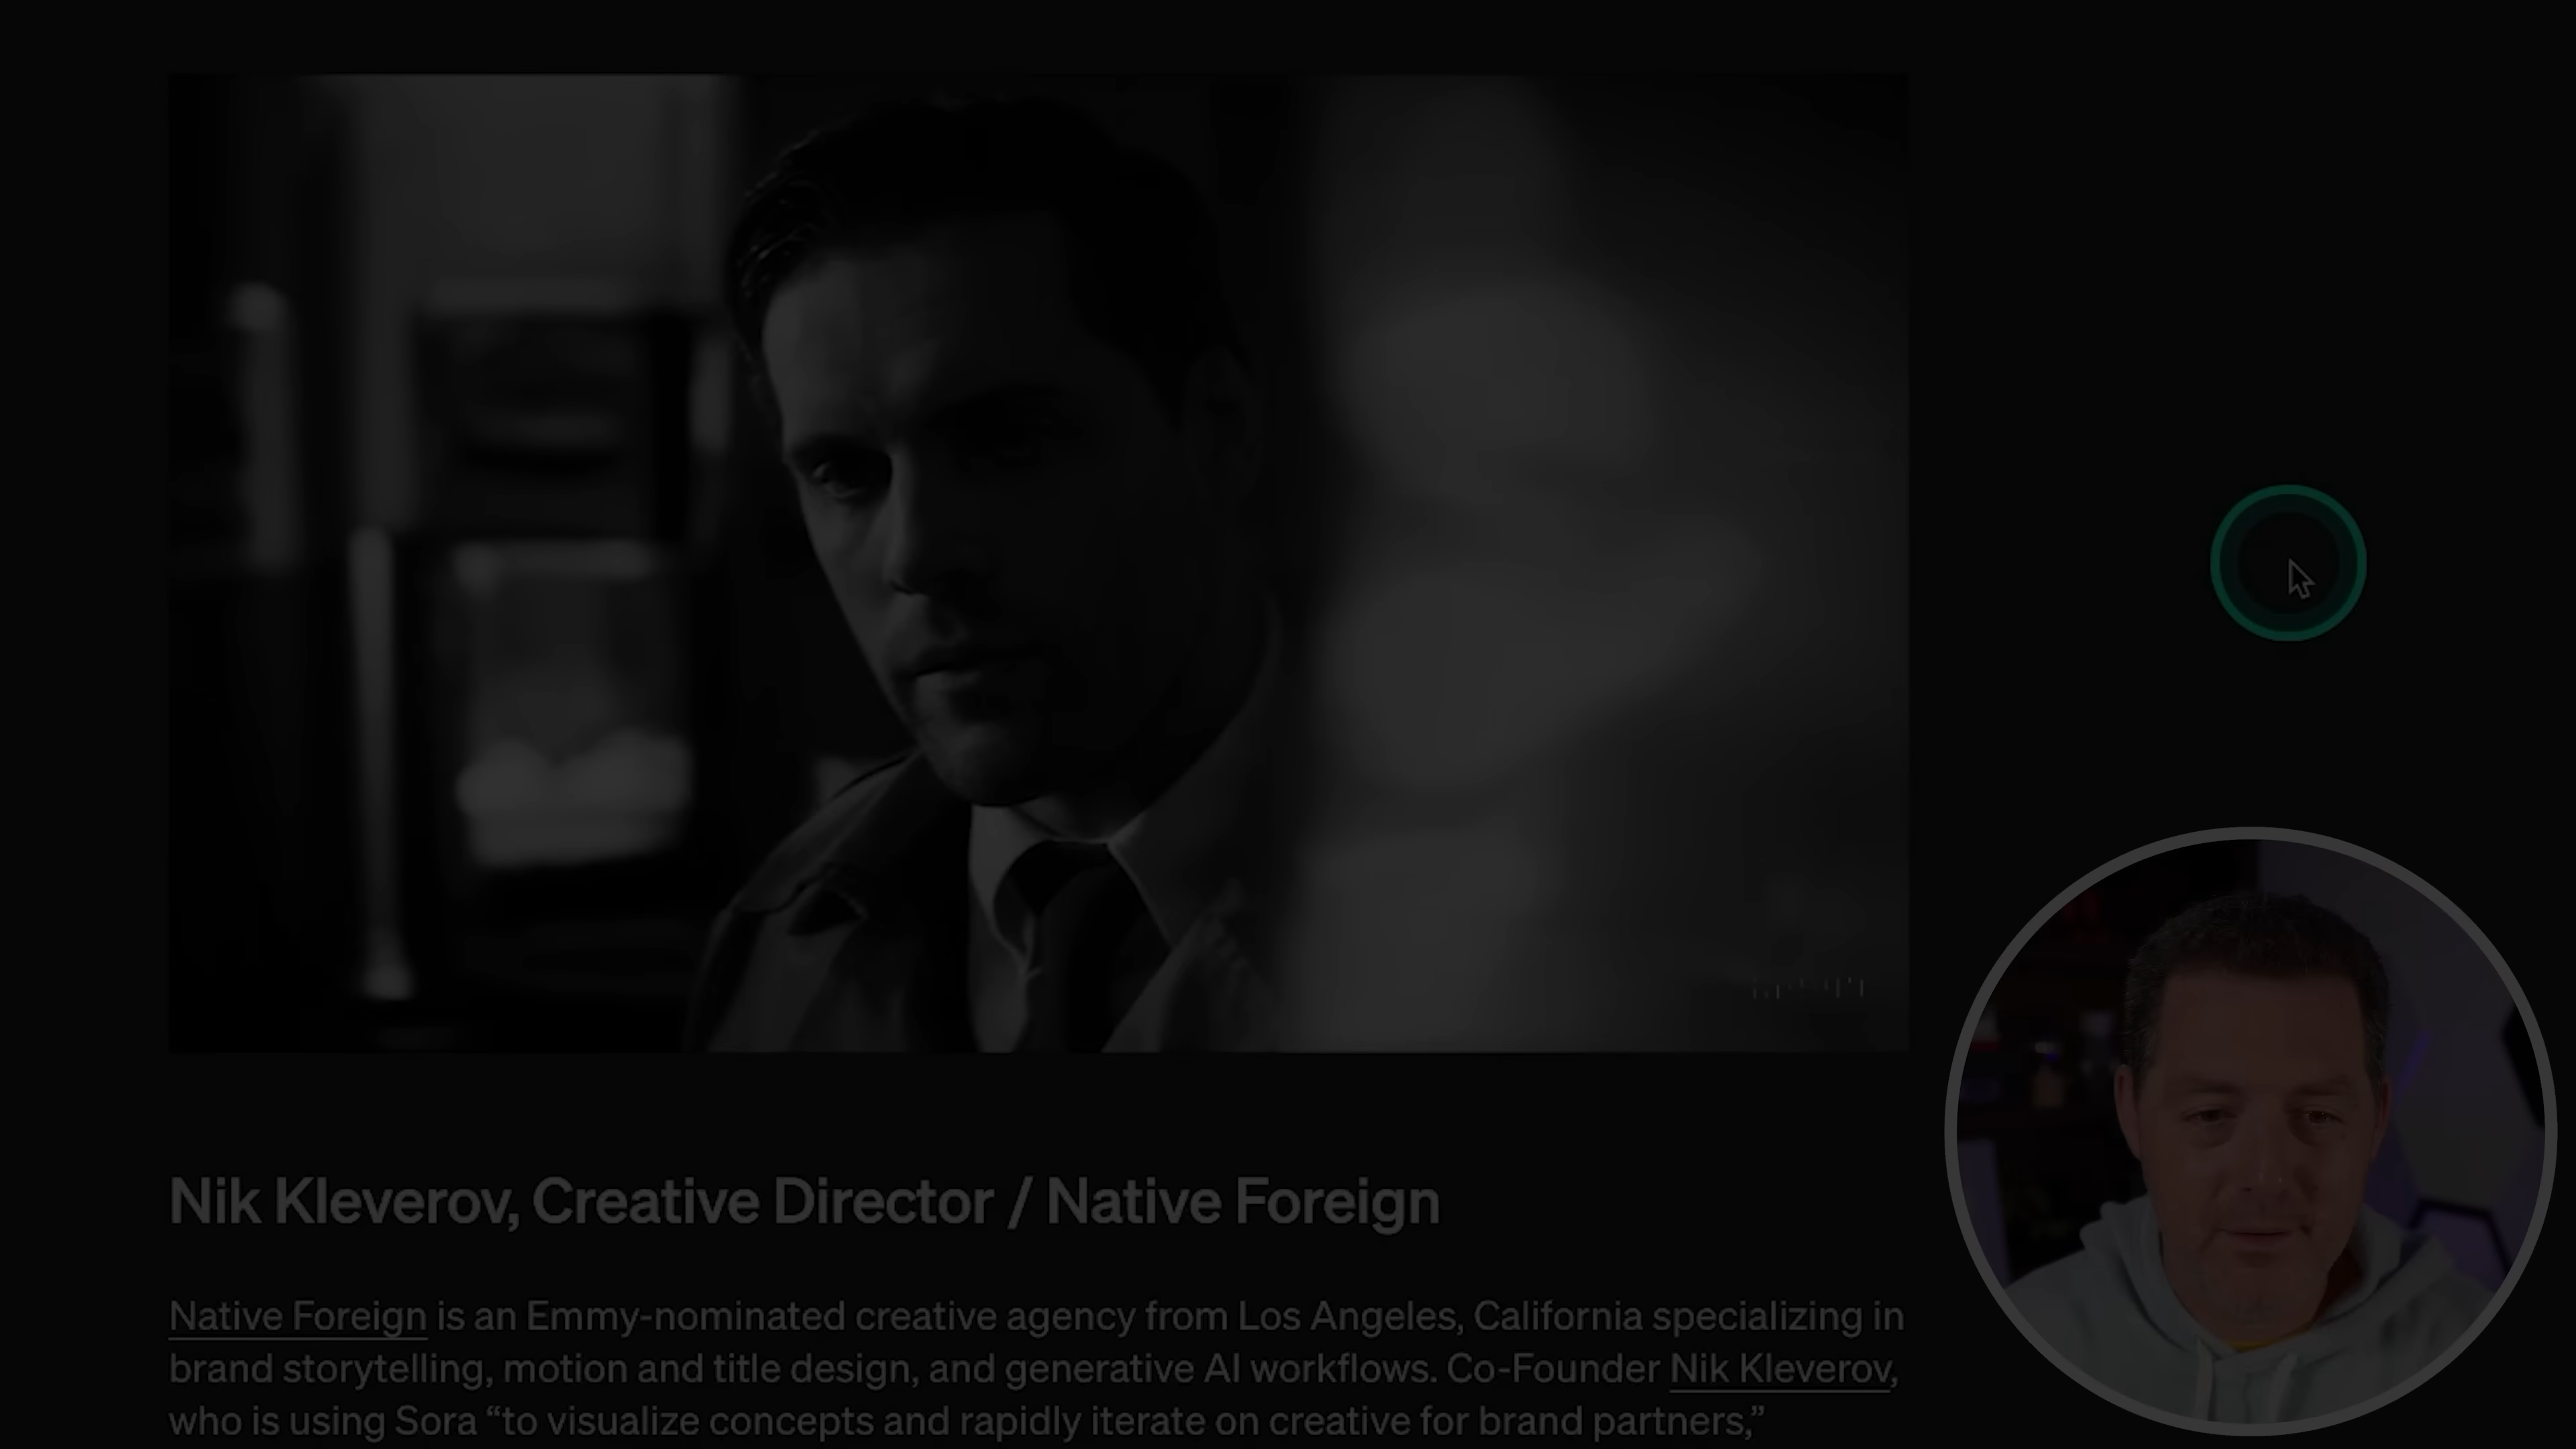 Nik Kleverov, Creative Director / Native Foreign
Native Foreign is an Emmy-nominated creative agency from Los Angeles, California specializing in
brand storytelling, motion and title design, and generative AI workflows. Co-Founder Nik Kleverov,
who is using Sora “to visualize concepts and rapidly iterate on creative for brand partners,”